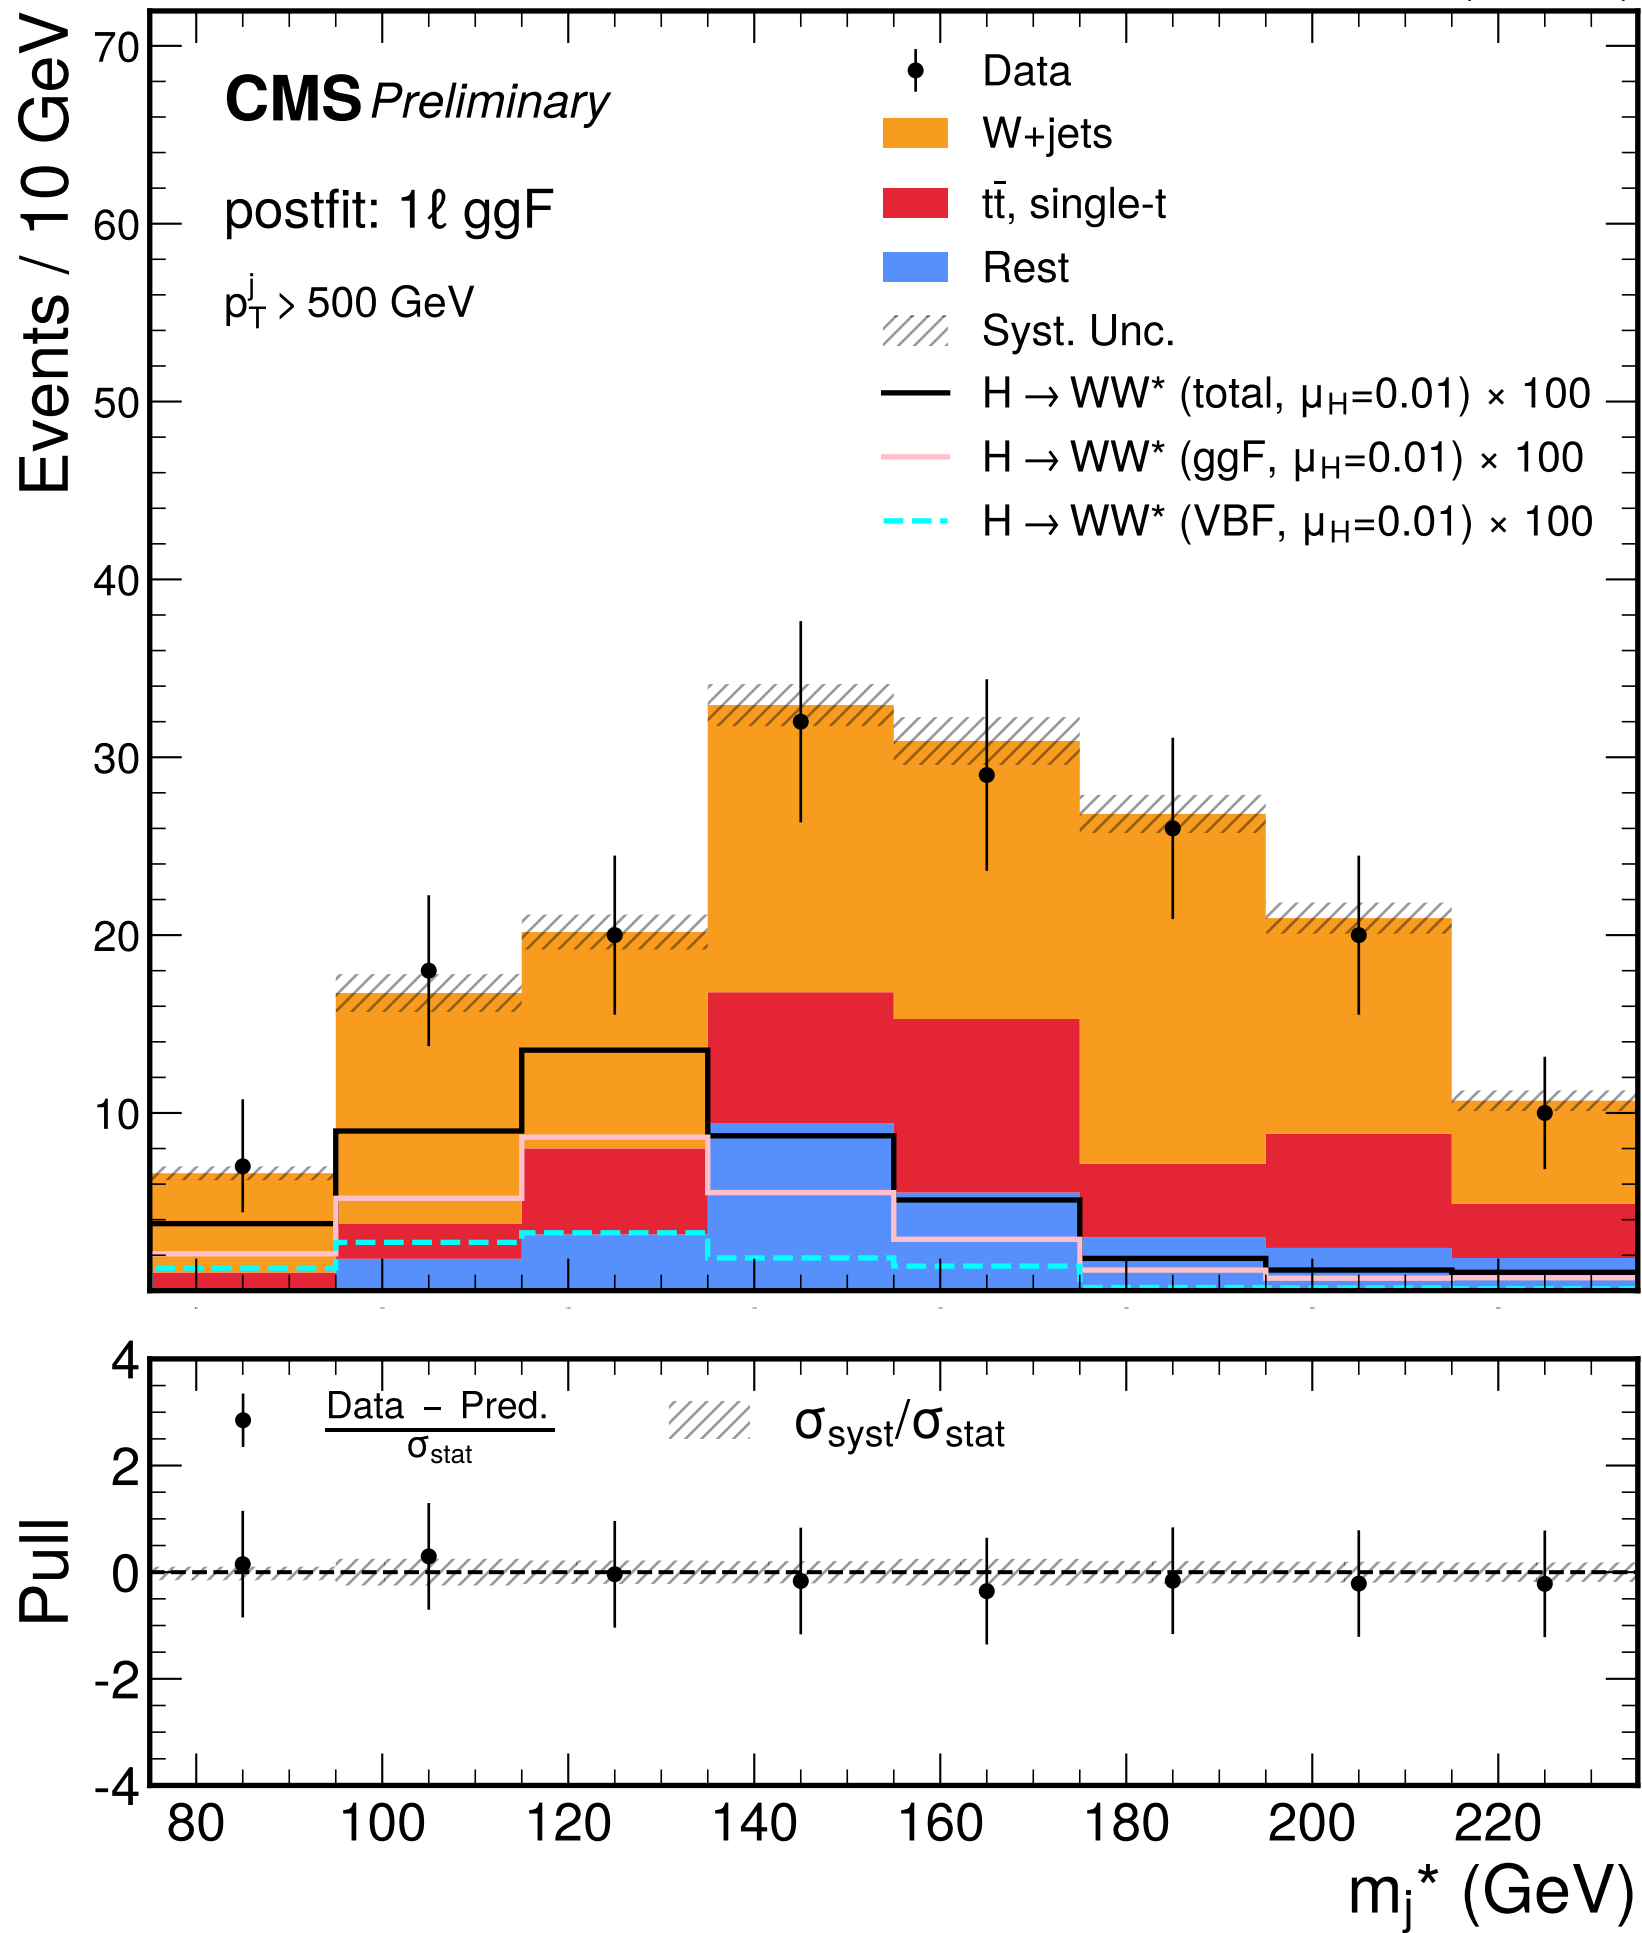 Events / 10 GeV
70
60
50
40
30
20
10
CMS Preliminary
postfit: 1ℓ ggF
p_T^j > 500 GeV
Data
W+jets
tt̄, single-t
Rest
Syst. Unc.
H → WW* (total, μ_H=0.01) × 100
H → WW* (ggF, μ_H=0.01) × 100
H → WW* (VBF, μ_H=0.01) × 100
Pull
4
2
0
-2
-4
Data − Pred.
σ_stat
σ_syst/σ_stat
80 100 120 140 160 180 200 220
m_j* (GeV)